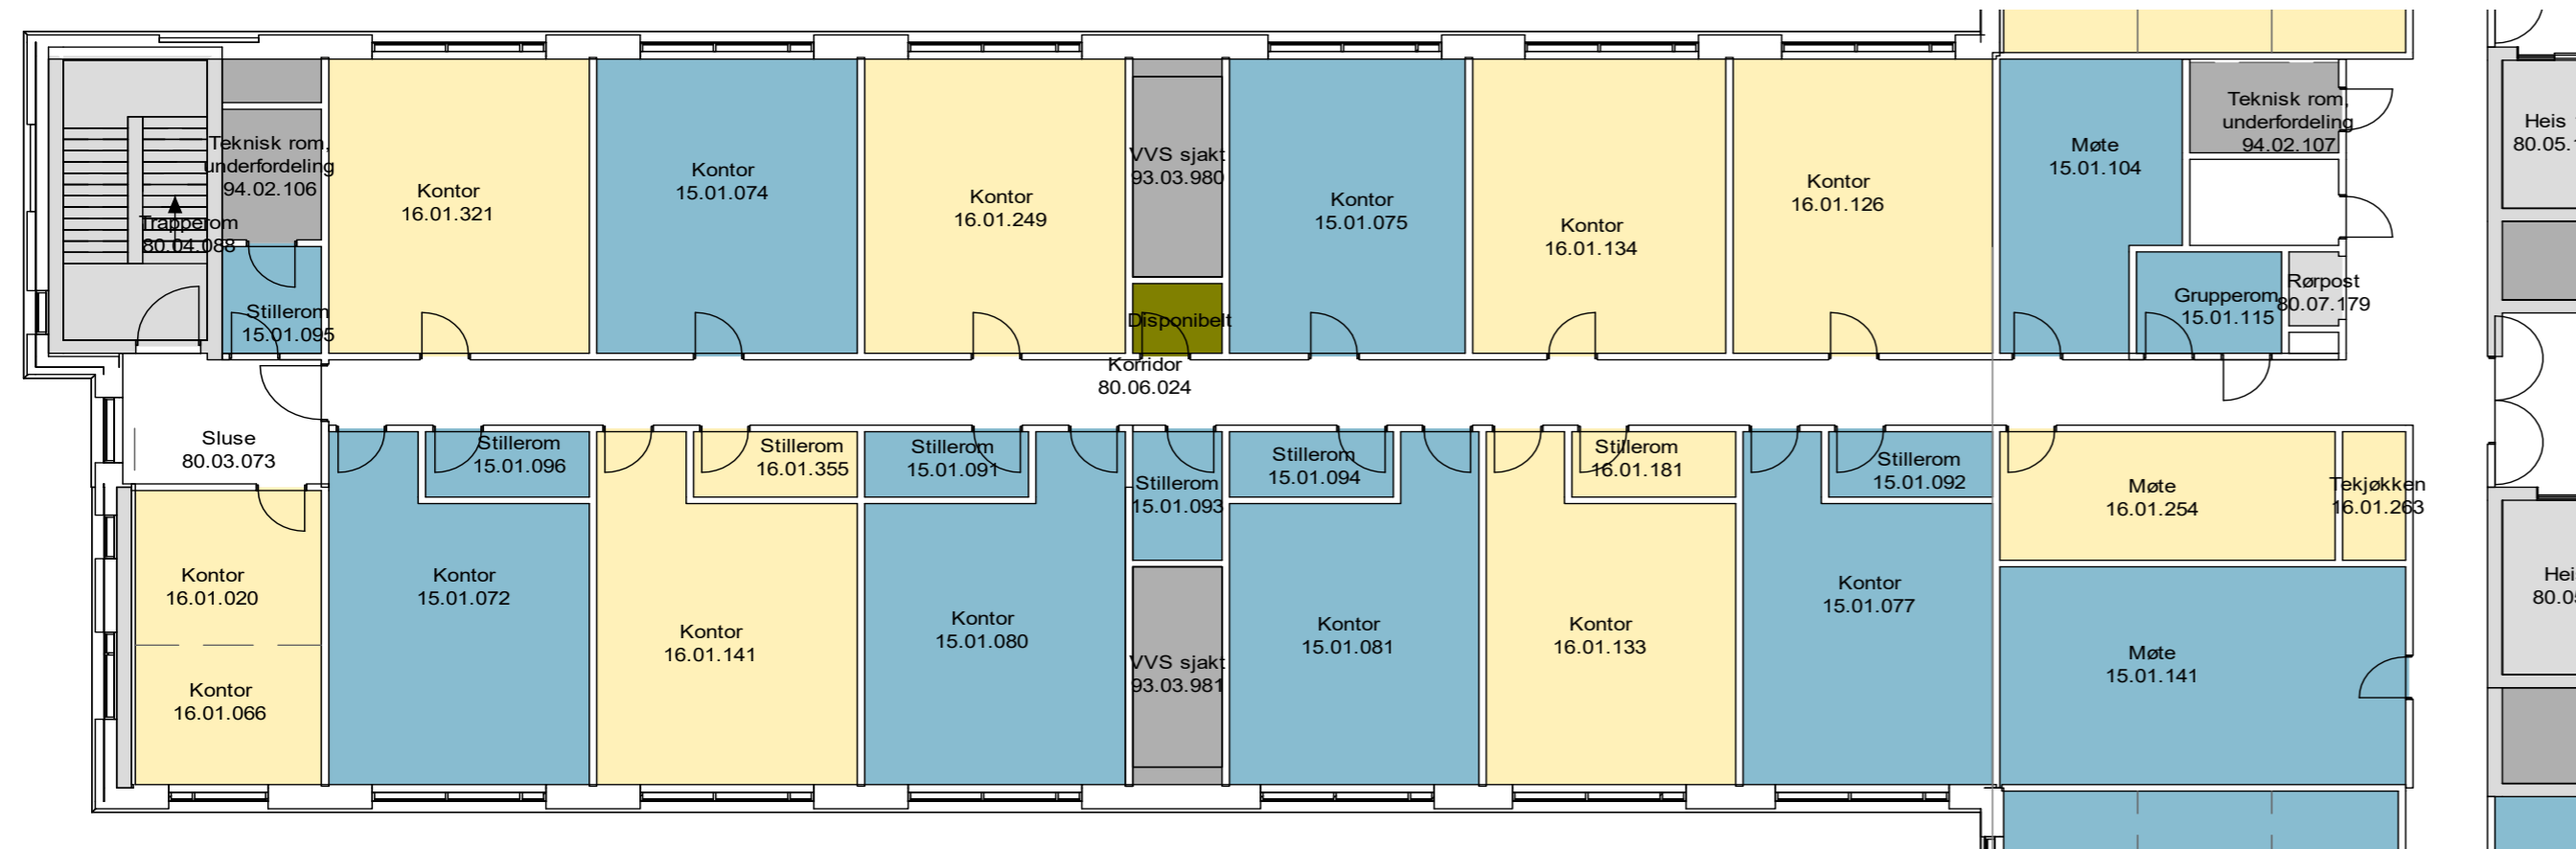 Teknisk rom,
underfordeling
94.02.106
Trapperom
80.04.088
Stillerom
15.01.095
Kontor
16.01.321
Kontor
15.01.074
Kontor
16.01.249
VVS sjakt
93.03.980
Disponibelt
Kontor
15.01.075
Kontor
16.01.134
Kontor
16.01.126
Møte
15.01.104
Teknisk rom,
underfordeling
94.02.107
Grupperom
15.01.115
Rørpost
80.07.179
Heis
80.05.
Korridor
80.06.024
Sluse
80.03.073
Stillerom
15.01.096
Stillerom
16.01.355
Stillerom
15.01.091
Stillerom
15.01.093
Stillerom
15.01.094
Stillerom
16.01.181
Stillerom
15.01.092
Møte
16.01.254
Tekjøkken
16.01.263
Kontor
16.01.020
Kontor
16.01.066
Kontor
15.01.072
Kontor
16.01.141
Kontor
15.01.080
VVS sjakt
93.03.981
Kontor
15.01.081
Kontor
16.01.133
Kontor
15.01.077
Møte
15.01.141
Hei
80.0